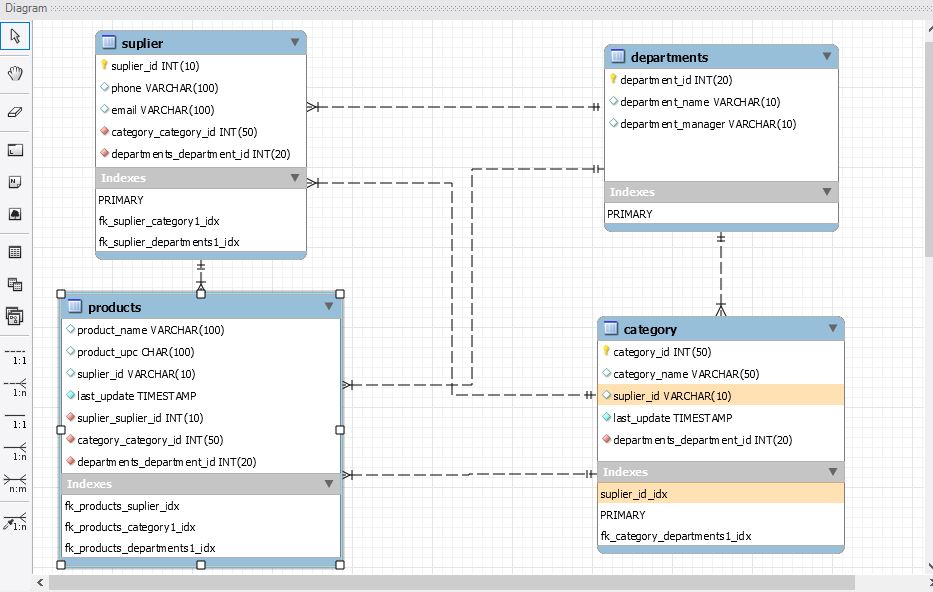 Diagram
suplier
suplier_id INT(10)
phone VARCHAR(100)
email VARCHAR(100)
category_category_id INT(50)
departments_department_id INT(20)
Indexes
PRIMARY
fk_suplier_category1_idx
fk_suplier_departments1_idx
departments
department_id INT(20)
department_name VARCHAR(10)
department_manager VARCHAR(10)
Indexes
PRIMARY
products
product_name VARCHAR(100)
product_upc CHAR(100)
suplier_id VARCHAR(10)
last_update TIMESTAMP
suplier_suplier_id INT(10)
category_category_id INT(50)
departments_department_id INT(20)
Indexes
fk_products_suplier_idx
fk_products_category1_idx
fk_products_departments1_idx
category
category_id INT(50)
category_name VARCHAR(50)
suplier_id VARCHAR(10)
last_update TIMESTAMP
departments_department_id INT(20)
Indexes
suplier_id_idx
PRIMARY
fk_category_departments1_idx
1:1
1:n
1:1
1:n
n:m
1:n